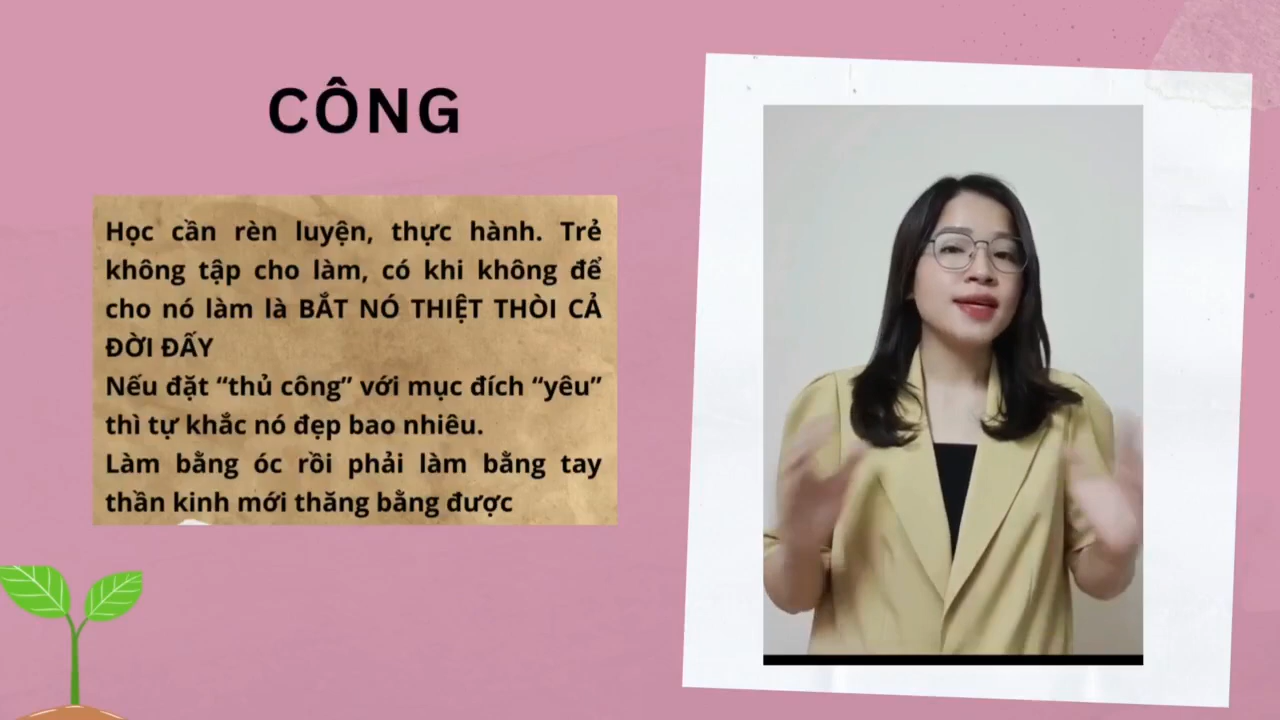 CÔNG
Học cần rèn luyện, thực hành. Trẻ
không tập cho làm, có khi không để
cho nó làm là BẮT NÓ THIỆT THÒI CẢ
ĐỜI ĐẤY
Nếu đặt “thủ công” với mục đích “yêu”
thì tự khắc nó đẹp bao nhiêu.
Làm bằng óc rồi phải làm bằng tay
thần kinh mới thăng bằng được